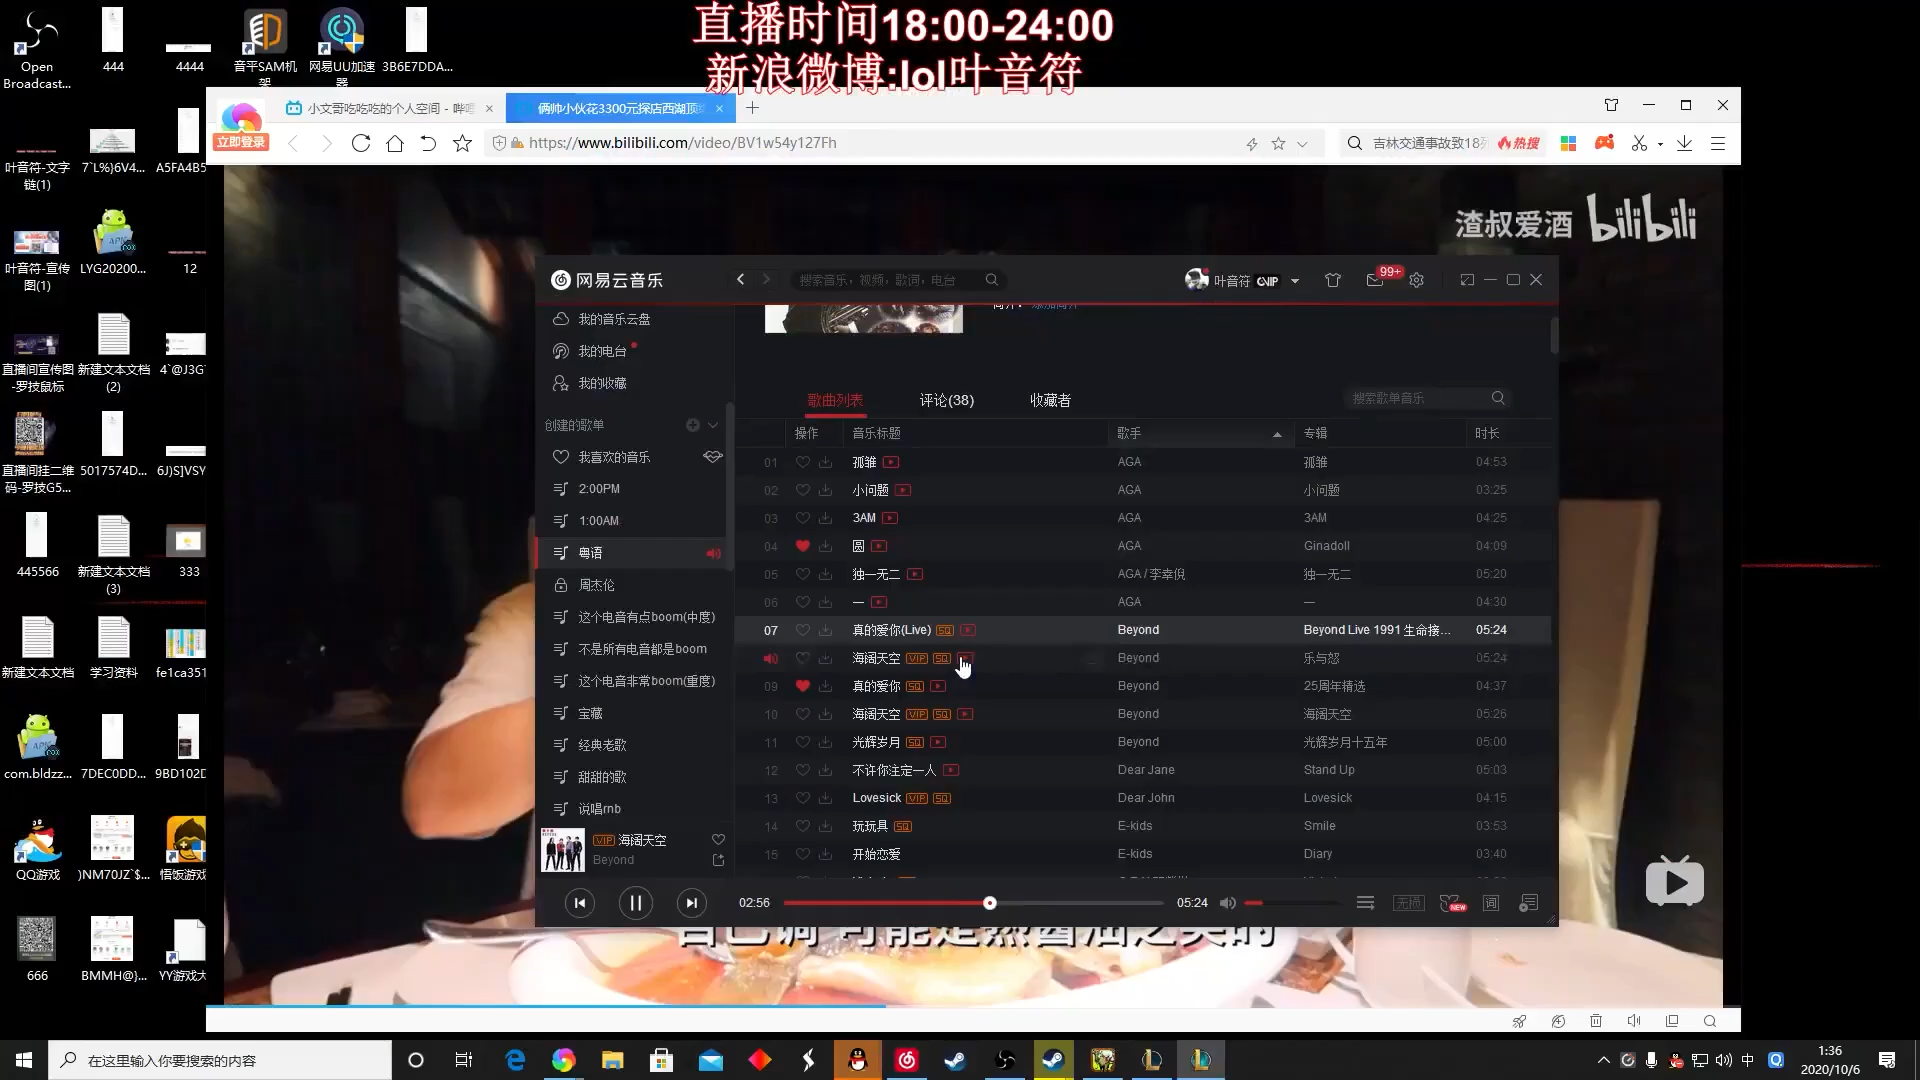 直播时间18:00-24:00
新浪微博:lol叶音符
Open
Broadcast...
444
4444
音平SAM机
架
网易UU加速
器
3B6E7DDA...
小文哥吃吃吃的个人空间 - 哔哩
俩帅小伙花3300元探店西湖顶
立即登录
https://www.bilibili.com/video/BV1w54y127Fh
吉林交通事故致18
热搜
叶音符-文字
链(1)
7`L%}6V4...
A5FA4B5
叶音符-宣传
图(1)
LYG20200...
12
渣叔爱酒 bilibili
直播间宣传图
-罗技鼠标
新建文本文档
(2)
4`@J3G
直播间挂二维
码-罗技G5...
5017574D...
6J)S]VSY
445566
新建文本文档
(3)
333
新建文本文档
学习资料
fe1ca351
com.bldzz...
7DEC0DD...
9BD102D
QQ游戏
)NM70JZ`$...
悟饭游戏
666
BMMH@}...
YY游戏大
网易云音乐
搜索音乐，视频，歌词，电台
叶音符 CVIP
99+
我的音乐云盘
我的电台
我的收藏
创建的歌单
我喜欢的音乐
2:00PM
1:00AM
粤语
周杰伦
这个电音有点boom(中度)
不是所有电音都是boom
这个电音非常boom(重度)
宝藏
经典老歌
甜甜的歌
说唱rnb
歌曲列表 评论(38) 收藏者 搜索歌单音乐
操作 音乐标题 歌手 专辑 时长
01 孤雏 AGA 孤雏 04:53
02 小问题 AGA 小问题 03:25
03 3AM AGA 3AM 04:25
04 圆 AGA Ginadoll 04:09
05 独一无二 AGA / 李幸倪 独一无二 05:20
06 一 AGA 一 04:30
07 真的爱你(Live) SQ Beyond Beyond Live 1991 生命接... 05:24
海阔天空 VIP SQ Beyond 乐与怒 05:24
09 真的爱你 SQ Beyond 25周年精选 04:37
10 海阔天空 VIP SQ Beyond 海阔天空 05:26
11 光辉岁月 SQ Beyond 光辉岁月十五年 05:00
12 不许你注定一人 Dear Jane Stand Up 05:03
13 Lovesick VIP SQ Dear John Lovesick 04:15
14 玩玩具 SQ E-kids Smile 03:53
15 开始恋爱 E-kids Diary 03:40
VIP 海阔天空
Beyond
02:56 05:24 无损 NEW 词
在这里输入你要搜索的内容
中
1:36
2020/10/6